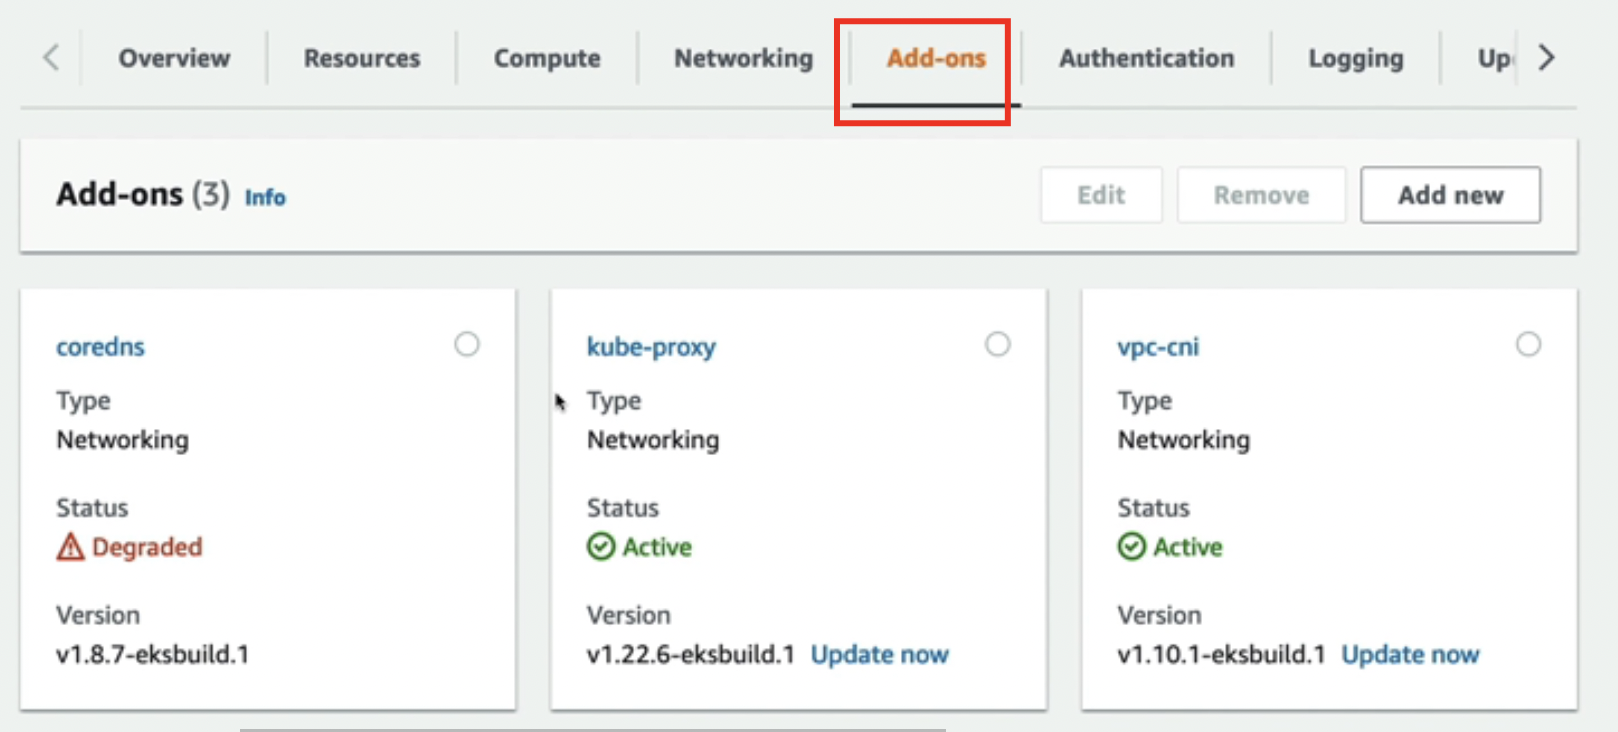 Overview Resources Compute Networking Add-ons Authentication Logging
Add-ons (3) Info Edit Remove Add new
coredns
Type
Networking
Status
Degraded
Version
v1.8.7-eksbuild.1
kube-proxy
Type
Networking
Status
Active
Version
v1.22.6-eksbuild.1 Update now
vpc-cni
Type
Networking
Status
Active
Version
v1.10.1-eksbuild.1 Update now